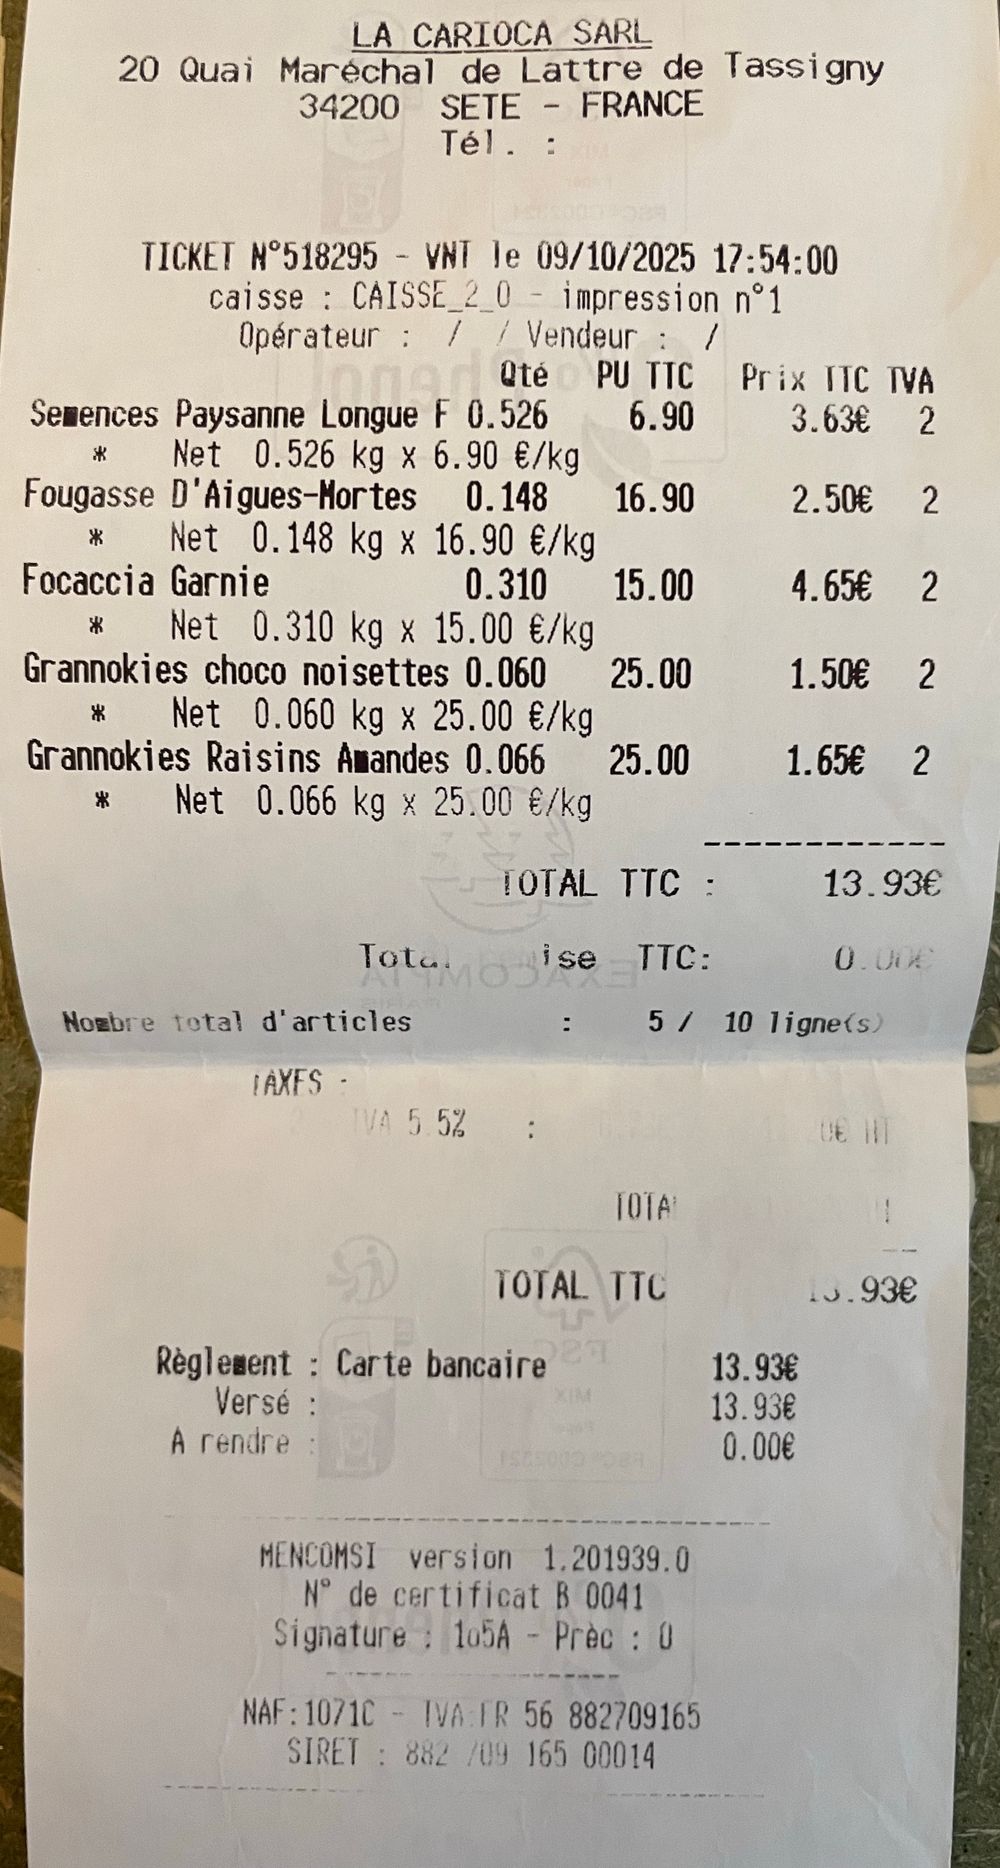 LA CARIOCA SARL
20 Quai Maréchal de Lattre de Tassigny
34200 SETE - FRANCE
Tél. :
TICKET N°518295 - VNT le 09/10/2025 17:54:00
caisse : CAISSE_2_0 - impression n°1
Opérateur : / / Vendeur : /
Qté PU TTC Prix TTC TVA
Semences Paysanne Longue F 0.526 6.90 3.63€ 2
* Net 0.526 kg x 6.90 €/kg
Fougasse D'Aigues-Mortes 0.148 16.90 2.50€ 2
* Net 0.148 kg x 16.90 €/kg
Focaccia Garnie 0.310 15.00 4.65€ 2
* Net 0.310 kg x 15.00 €/kg
Grannokies choco noisettes 0.060 25.00 1.50€ 2
* Net 0.060 kg x 25.00 €/kg
Grannokies Raisins Amandes 0.066 25.00 1.65€ 2
* Net 0.066 kg x 25.00 €/kg
TOTAL TTC : 13.93€
Total TTC: 0.00€
Nombre total d'articles : 5 / 10 ligne(s)
TAXES :
TVA 5.5% :
TOTAL
TOTAL TTC 13.93€
Règlement : Carte bancaire 13.93€
Versé : 13.93€
A rendre : 0.00€
MENCOMSI version 1.201939.0
N° de certificat B 0041
Signature : 1o5A - Prèc : 0
NAF:1071C - TVA:FR 56 882709165
SIRET : 882 709 165 00014